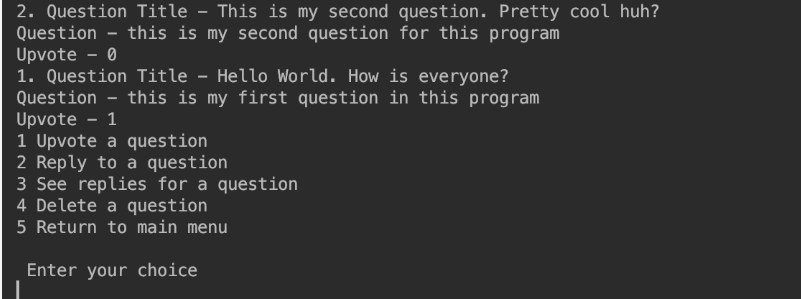 2. Question Title – This is my second question. Pretty cool huh?
Question – this is my second question for this program
Upvote – 0
1. Question Title – Hello World. How is everyone?
Question – this is my first question in this program
Upvote – 1
1 Upvote a question
2 Reply to a question
3 See replies for a question
4 Delete a question
5 Return to main menu
Enter your choice